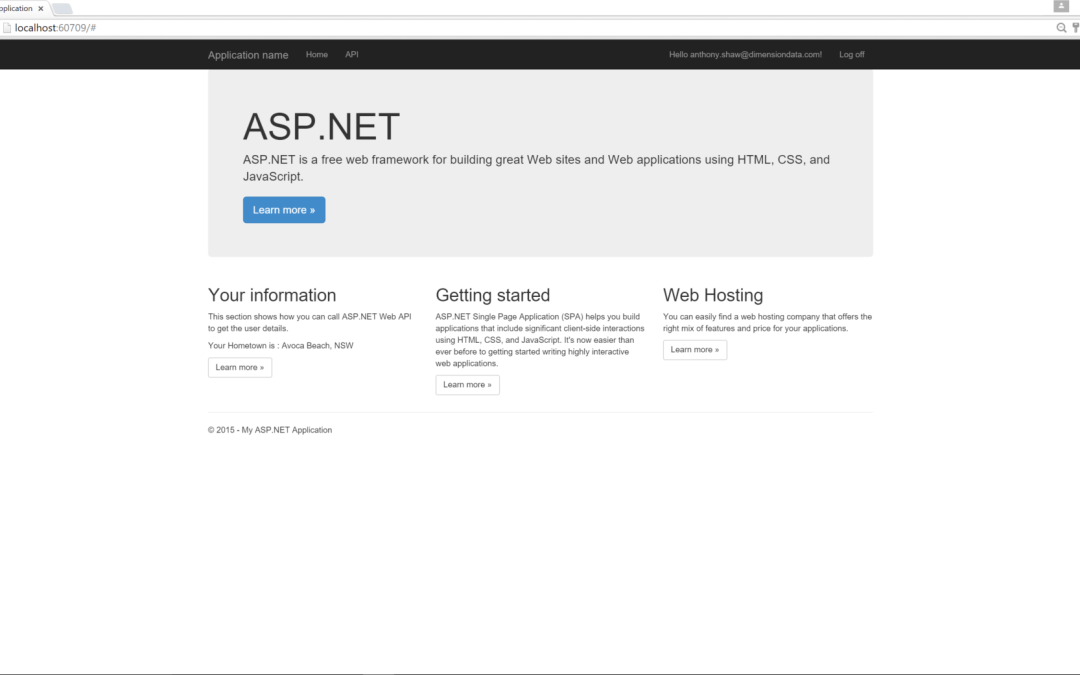 pplication x
localhost:60709/#
Application name Home API Hello anthony.shaw@dimensiondata.com! Log off
ASP.NET
ASP.NET is a free web framework for building great Web sites and Web applications using HTML, CSS, and
JavaScript.
Learn more »
Your information
This section shows how you can call ASP.NET Web API
to get the user details.
Your Hometown is : Avoca Beach, NSW
Learn more »
Getting started
ASP.NET Single Page Application (SPA) helps you build
applications that include significant client-side interactions
using HTML, CSS, and JavaScript. It's now easier than
ever before to getting started writing highly interactive
web applications.
Learn more »
Web Hosting
You can easily find a web hosting company that offers the
right mix of features and price for your applications.
Learn more »
© 2015 - My ASP.NET Application